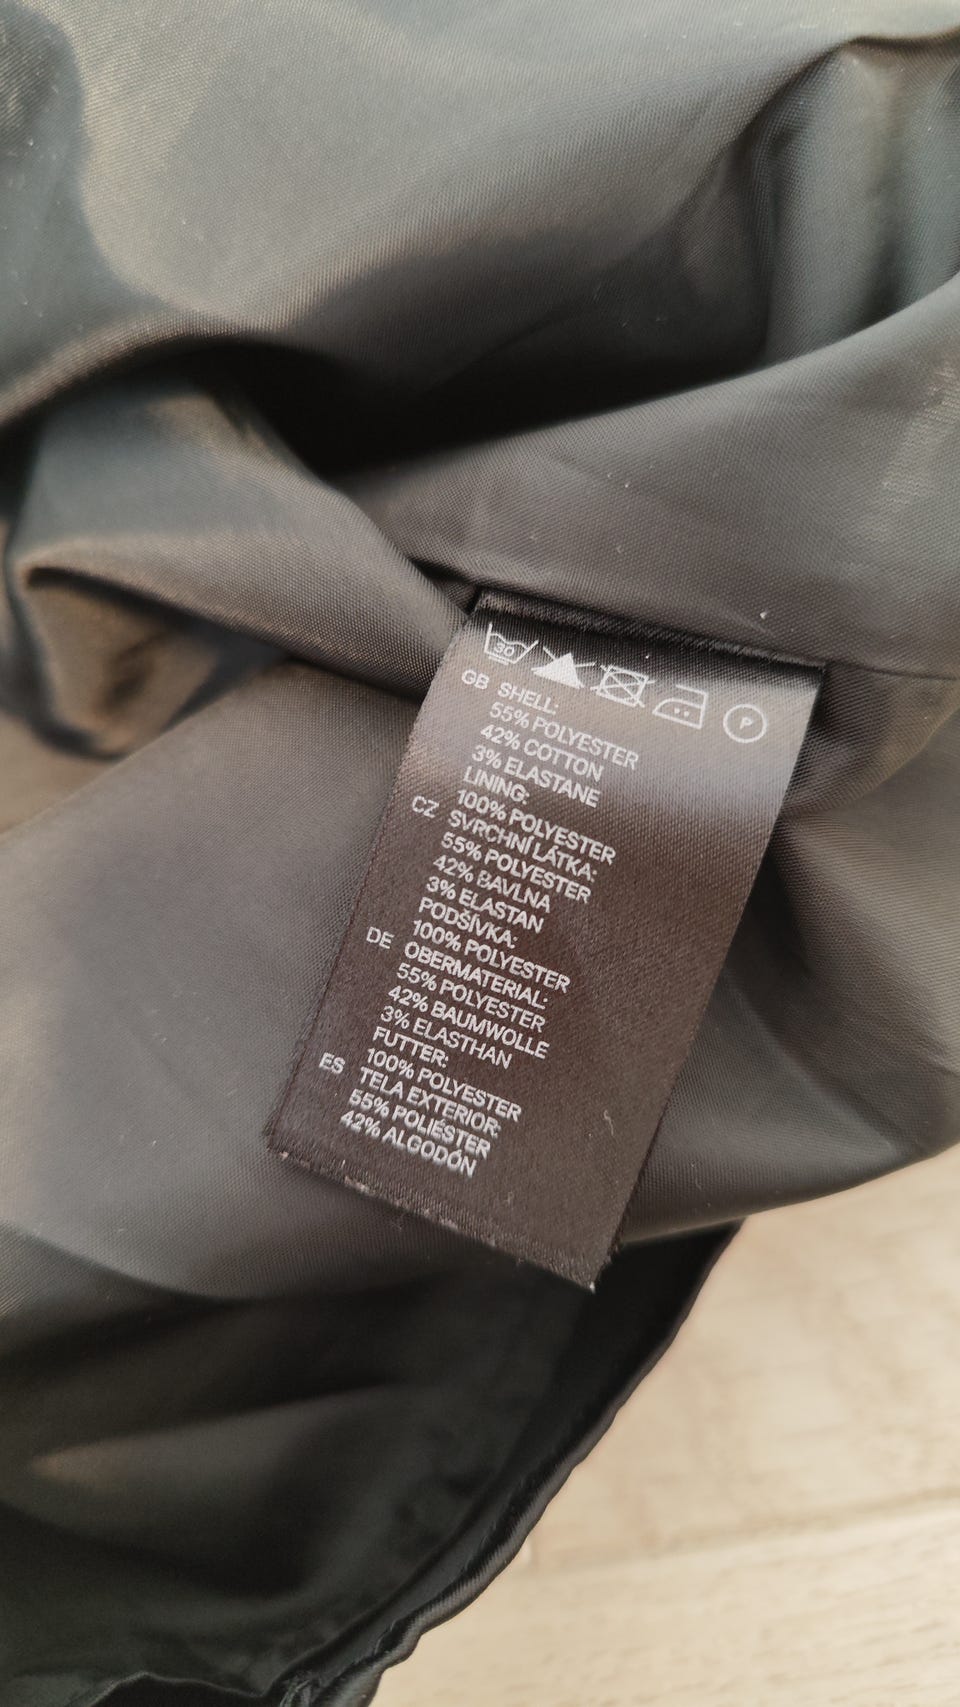 30 P
GB SHELL:
55% POLYESTER
42% COTTON
3% ELASTANE
LINING:
100% POLYESTER
CZ SVRCHNÍ LÁTKA:
55% POLYESTER
42% BAVLNA
3% ELASTAN
PODŠÍVKA:
100% POLYESTER
DE OBERMATERIAL:
55% POLYESTER
42% BAUMWOLLE
3% ELASTHAN
FUTTER:
100% POLYESTER
ES TELA EXTERIOR:
55% POLIÉSTER
42% ALGODÓN